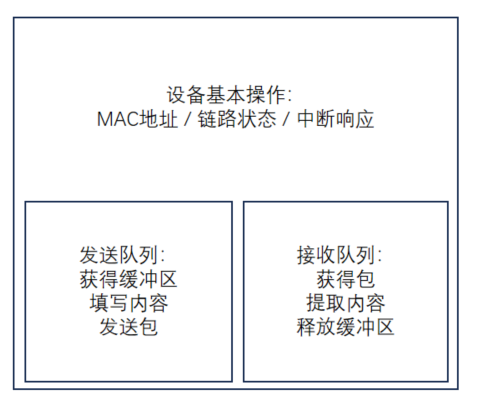 设备基本操作：
MAC地址 / 链路状态 / 中断响应
发送队列：
获得缓冲区
填写内容
发送包
接收队列：
获得包
提取内容
释放缓冲区